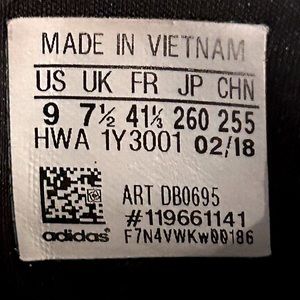 MADE IN VIETNAM
US UK FR JP CHN
9 7½ 41⅓ 260 255
HWA 1Y3001 02/18
ART DB0695
#119661141
adidas F7N4VWKW00186